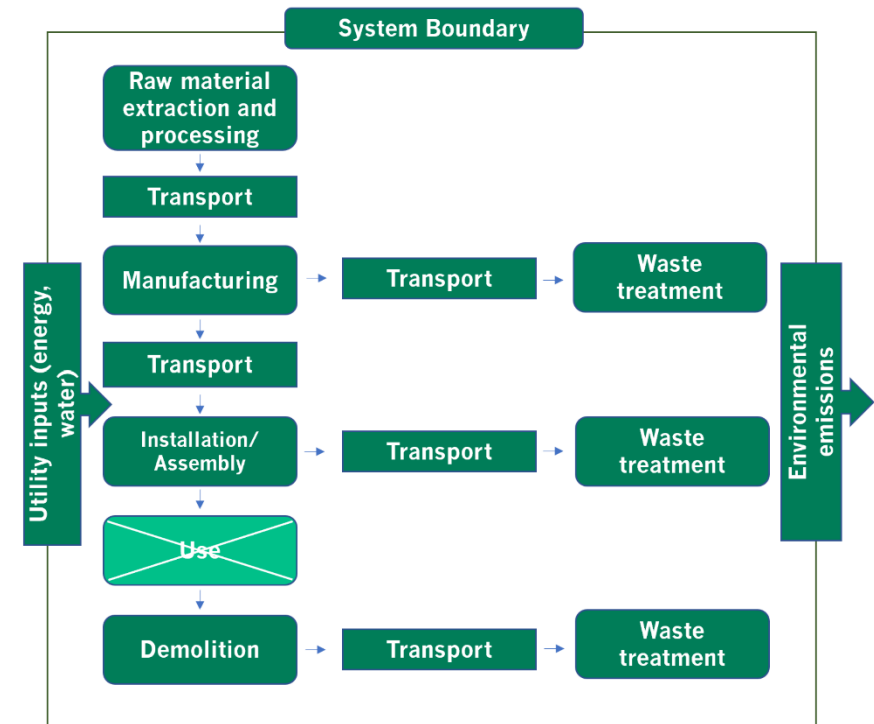 System Boundary
Raw material
extraction and
processing
Transport
Manufacturing
Transport
Waste
treatment
Transport
Installation/
Assembly
Transport
Waste
treatment
Use
Demolition
Transport
Waste
treatment
Utility inputs (energy,
water)
Environmental
emissions